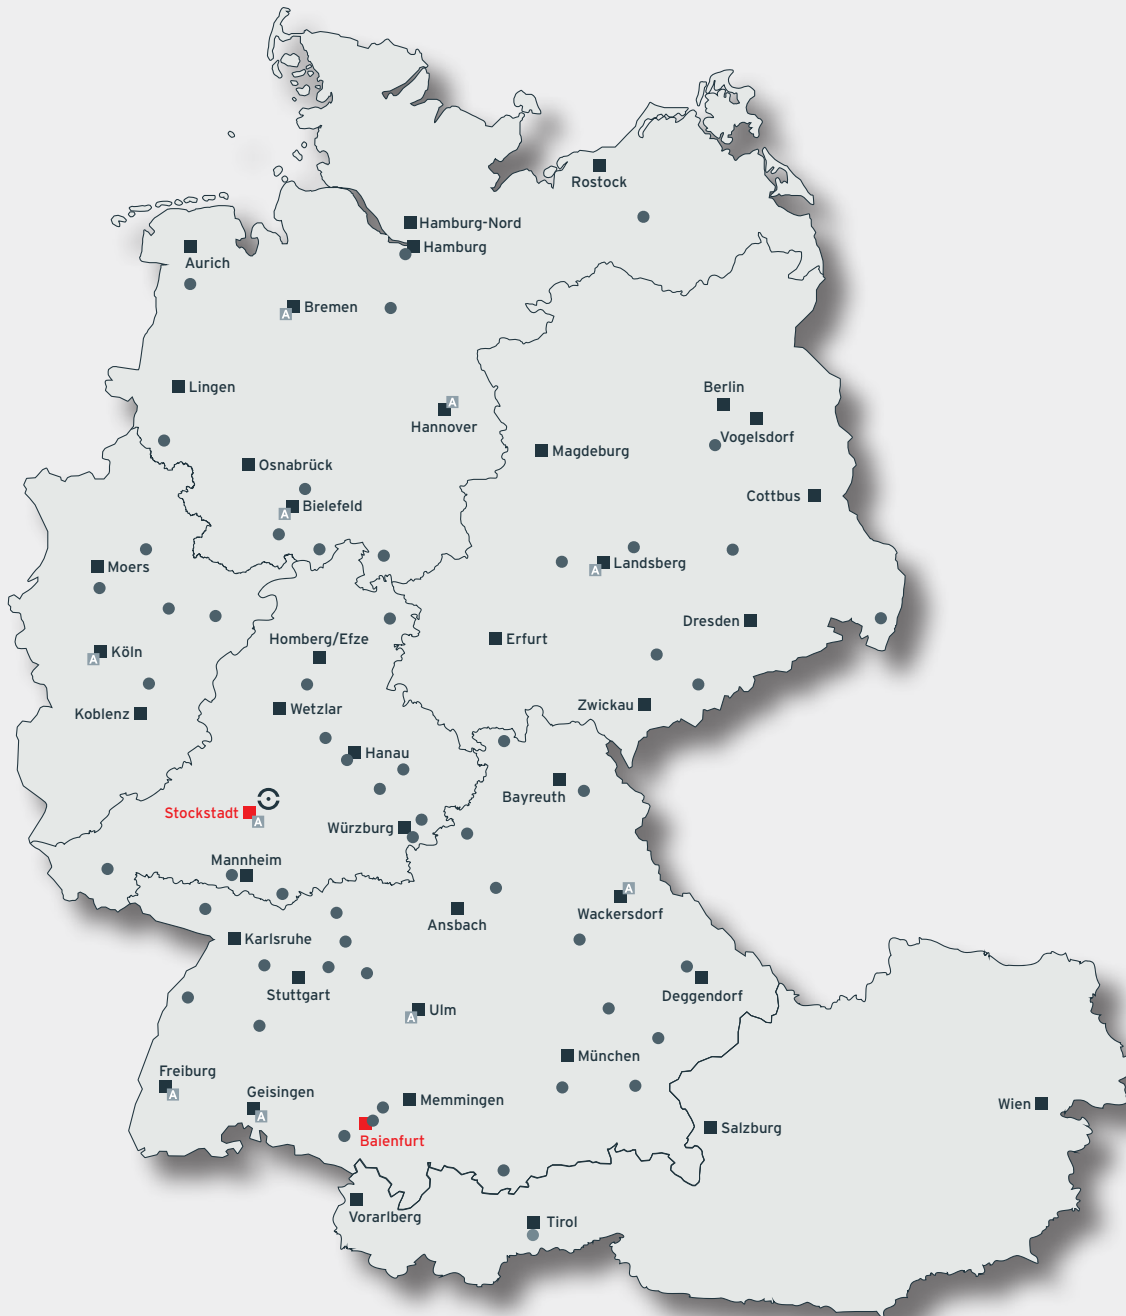 Rostock
Hamburg-Nord
Hamburg
Aurich
A
Bremen
Lingen
A
Hannover
Berlin
Vogelsdorf
Magdeburg
Osnabrück
Cottbus
Bielefeld
A
Moers
Landsberg
A
Dresden
Homberg/Efze
Erfurt
Köln
A
Koblenz
Wetzlar
Zwickau
Hanau
Bayreuth
Stockstadt
A
Würzburg
Mannheim
A
Wackersdorf
Ansbach
Karlsruhe
Stuttgart
Deggendorf
Ulm
A
München
Freiburg
A
Geisingen
A
Memmingen
Wien
Salzburg
Baienfurt
Vorarlberg
Tirol